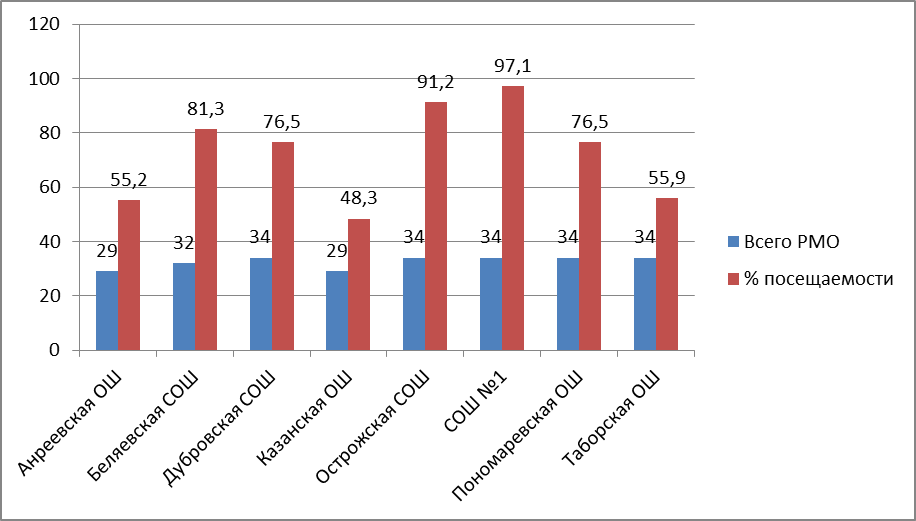 120
100
80
60
40
20
0
55,2
81,3
76,5
48,3
91,2
97,1
76,5
55,9
29
32
34
29
34
34
34
34
Анреевская ОШ
Беляевская СОШ
Дубровская СОШ
Казанская ОШ
Острожская СОШ
СОШ №1
Пономаревская ОШ
Таборская ОШ
Всего РМО
% посещаемости